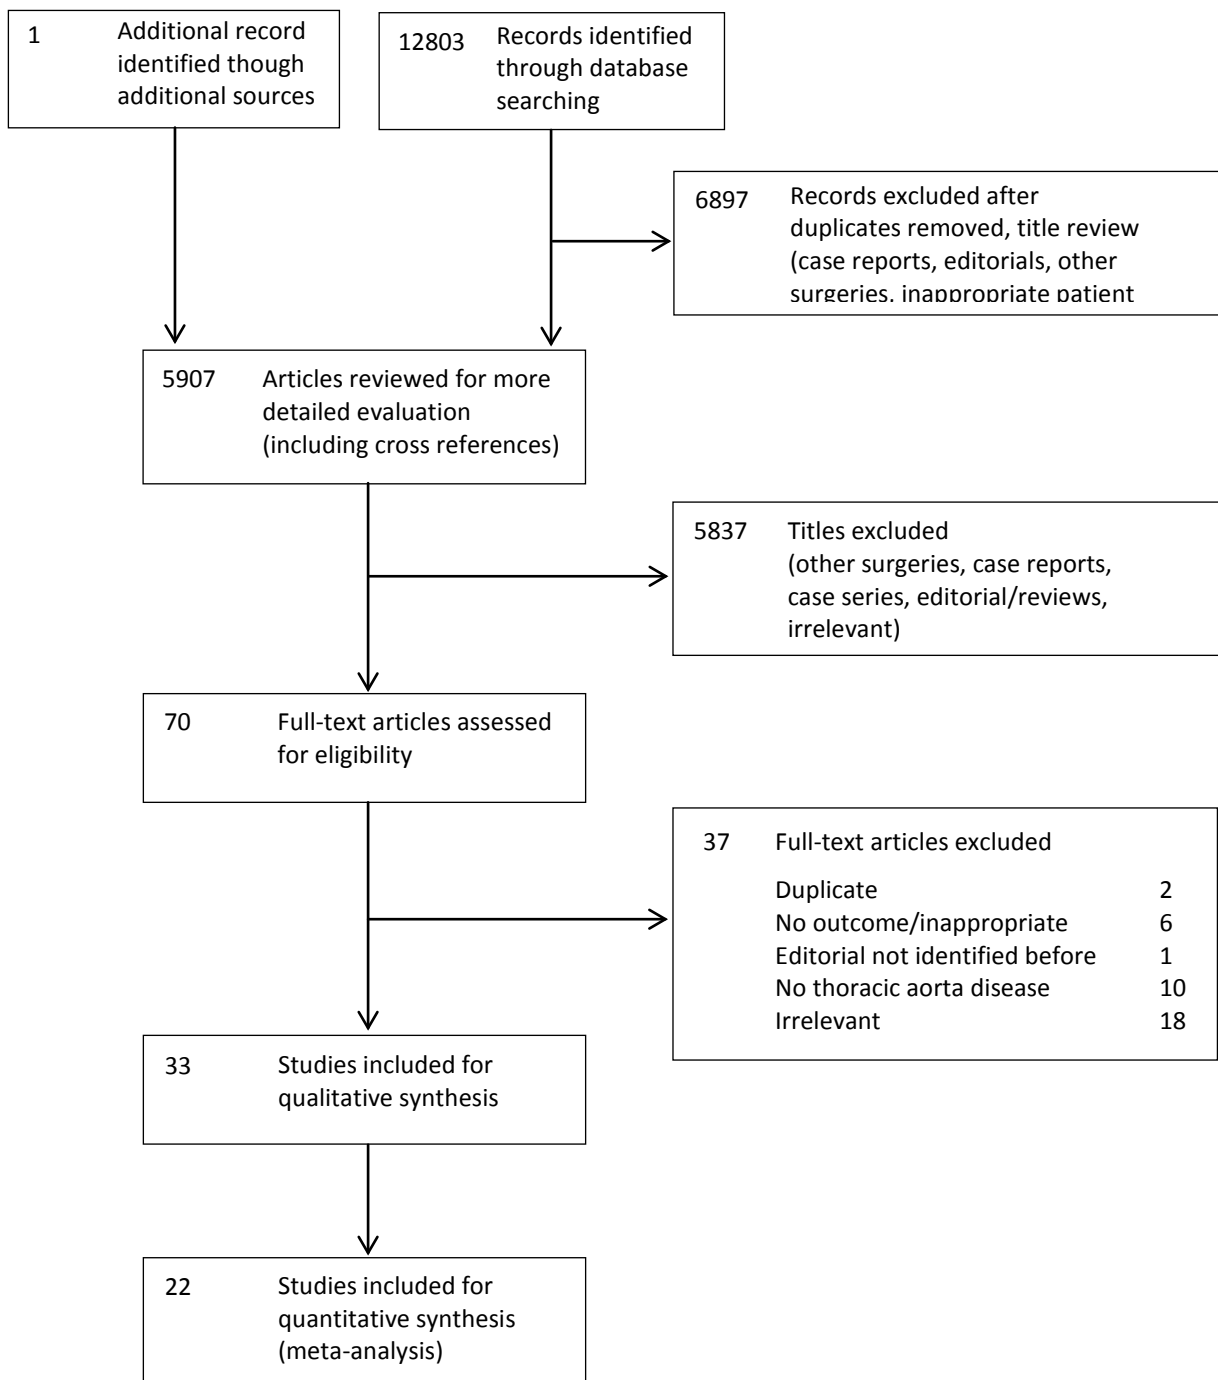 1 Additional record
identified though
additional sources
12803 Records identified
through database
searching
6897 Records excluded after
duplicates removed, title review
(case reports, editorials, other
surgeries, inappropriate patient
5907 Articles reviewed for more
detailed evaluation
(including cross references)
5837 Titles excluded
(other surgeries, case reports,
case series, editorial/reviews,
irrelevant)
70 Full-text articles assessed
for eligibility
37 Full-text articles excluded
Duplicate 2
No outcome/inappropriate 6
Editorial not identified before 1
No thoracic aorta disease 10
Irrelevant 18
33 Studies included for
qualitative synthesis
22 Studies included for
quantitative synthesis
(meta-analysis)